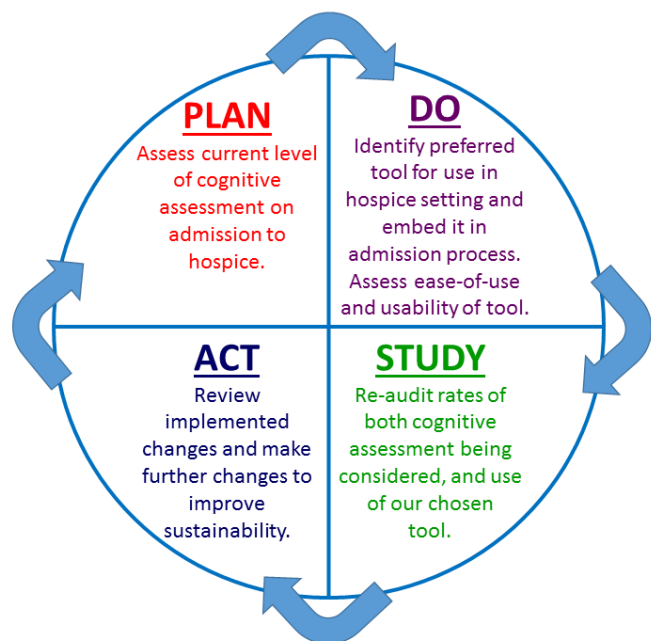 PLAN
Assess current level
of cognitive
assessment on
admission to
hospice.
DO
Identify preferred
tool for use in
hospice setting and
embed it in
admission process.
Assess ease-of-use
and usability of tool.
ACT
Review
implemented
changes and make
further changes to
improve
sustainability.
STUDY
Re-audit rates of
both cognitive
assessment being
considered, and use
of our chosen
tool.